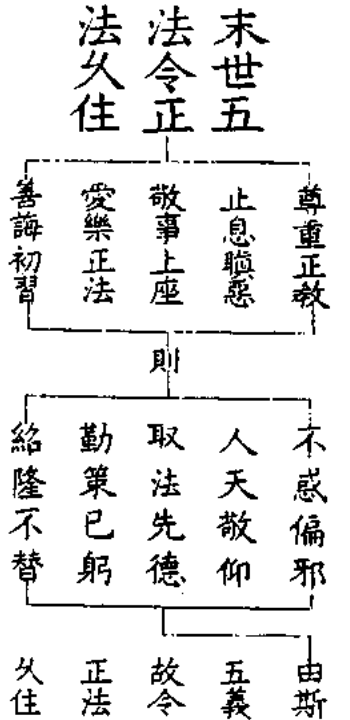 末世五
法令正
法久住
尊重正教
止息瞋惡
敬事上座
愛樂正法
善誨初習
則
不惑偏邪
人天敬仰
取法先德
勤策己躬
紹隆不替
由斯
五義
故令
正法
久住